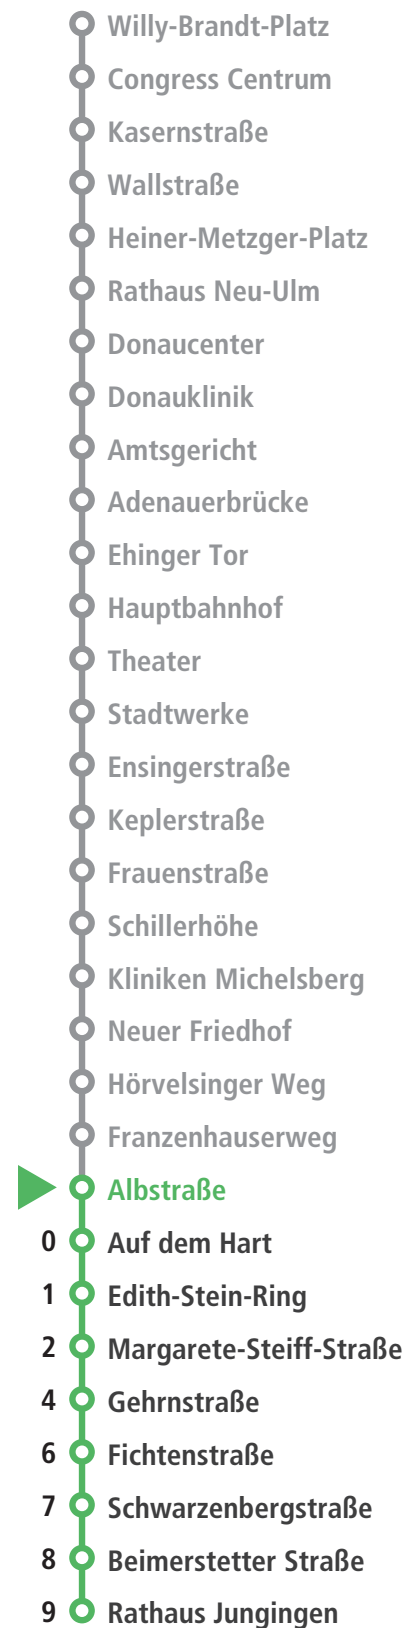 Willy-Brandt-Platz
Congress Centrum
Kasernstraße
Wallstraße
Heiner-Metzger-Platz
Rathaus Neu-Ulm
Donaucenter
Donauklinik
Amtsgericht
Adenauerbrücke
Ehinger Tor
Hauptbahnhof
Theater
Stadtwerke
Ensingerstraße
Keplerstraße
Frauenstraße
Schillerhöhe
Kliniken Michelsberg
Neuer Friedhof
Hörvelsinger Weg
Franzenhauserweg
Albstraße
0 Auf dem Hart
1 Edith-Stein-Ring
2 Margarete-Steiff-Straße
4 Gehrnstraße
6 Fichtenstraße
7 Schwarzenbergstraße
8 Beimerstetter Straße
9 Rathaus Jungingen